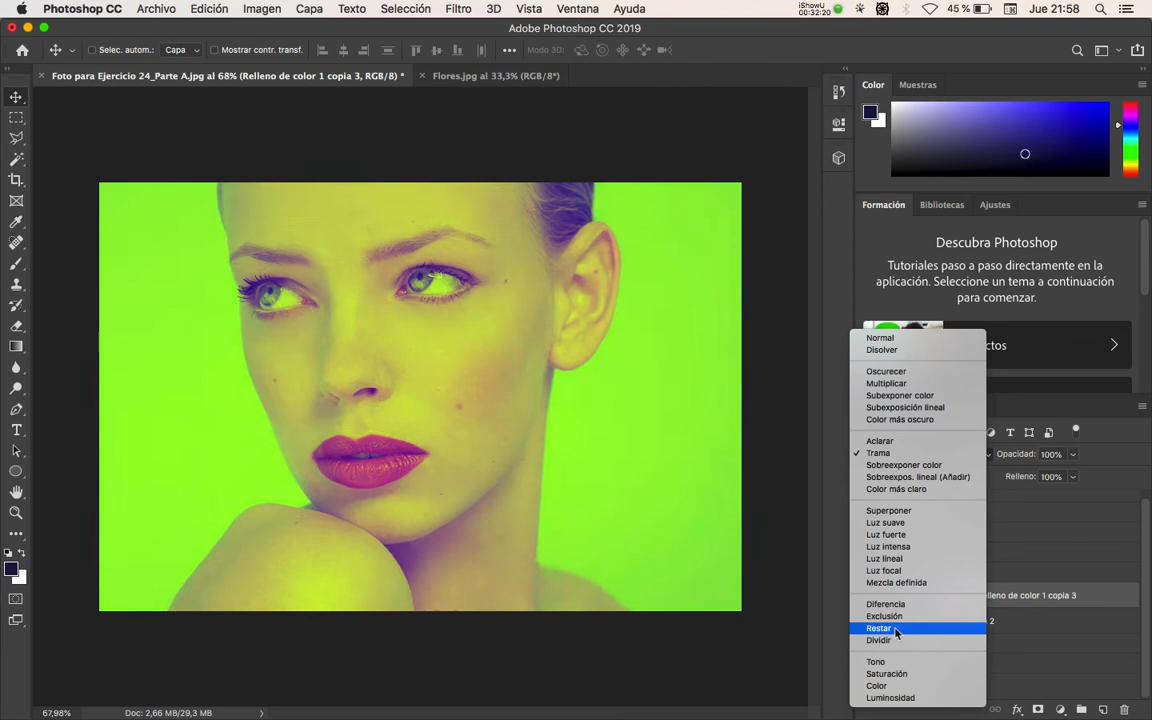 Photoshop CC Archivo Edición Imagen Capa Texto Selección Filtro 3D Vista Ventana Ayuda iShowU 00:32:20 45 % Jue 21:58
Adobe Photoshop CC 2019
Selec. autom.: Capa Mostrar contr. transf. Modo 3D:
Foto para Ejercicio 24_Parte A.jpg al 68% (Relleno de color 1 copia 3, RGB/8) * Flores.jpg al 33,3% (RGB/8*)
Color Muestras
Formación Bibliotecas Ajustes
Descubra Photoshop
Tutoriales paso a paso directamente en la
aplicación. Seleccione un tema a continuación
para comenzar.
ctos
Normal
Disolver
Oscurecer
Multiplicar
Subexponer color
Subexposición lineal
Color más oscuro
Aclarar
Trama
Sobreexponer color
Sobreexpos. lineal (Añadir)
Color más claro
Superponer
Luz suave
Luz fuerte
Luz intensa
Luz lineal
Luz focal
Mezcla definida
Diferencia
Exclusión
Restar
Dividir
Tono
Saturación
Color
Luminosidad
Opacidad: 100%
Relleno: 100%
lleno de color 1 copia 3
2
67,98% Doc: 2,66 MB/29,3 MB